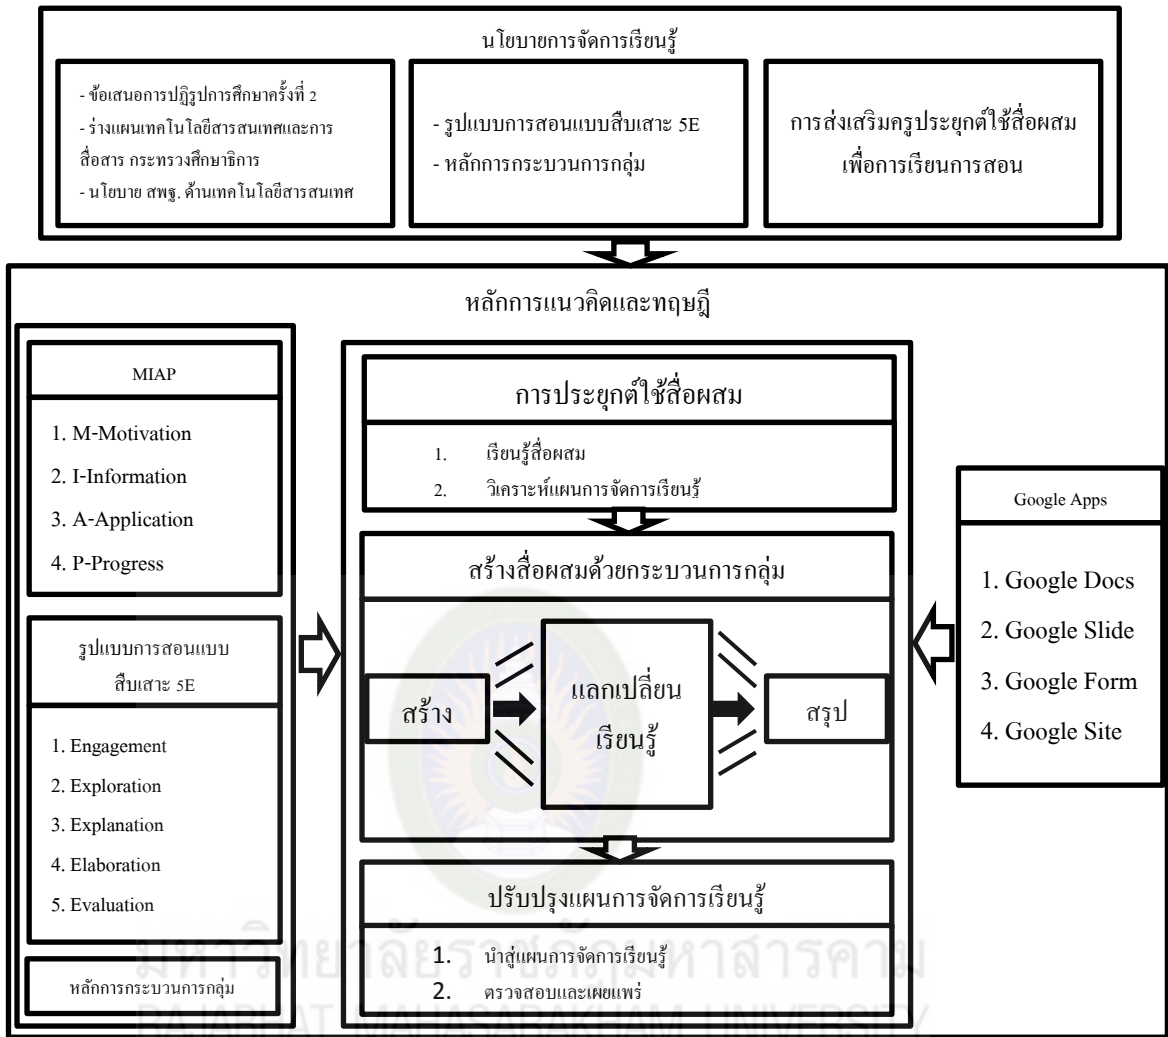 นโยบายการจัดการเรียนรู้
- ข้อเสนอการปฏิรูปการศึกษาครั้งที่ 2
- ร่างแผนเทคโนโลยีสารสนเทศและการ
สื่อสาร กระทรวงศึกษาธิการ
- นโยบาย สพฐ. ด้านเทคโนโลยีสารสนเทศ
- รูปแบบการสอนแบบสืบเสาะ 5E
- หลักการกระบวนการกลุ่ม
การส่งเสริมครูประยุกต์ใช้สื่อผสม
เพื่อการเรียนการสอน
หลักการแนวคิดและทฤษฎี
MIAP
1. M-Motivation
2. I-Information
3. A-Application
4. P-Progress
รูปแบบการสอนแบบ
สืบเสาะ 5E
1. Engagement
2. Exploration
3. Explanation
4. Elaboration
5. Evaluation
หลักการกระบวนการกลุ่ม
การประยุกต์ใช้สื่อผสม
1. เรียนรู้สื่อผสม
2. วิเคราะห์แผนการจัดการเรียนรู้
สร้างสื่อผสมด้วยกระบวนการกลุ่ม
สร้าง
แลกเปลี่ยน
เรียนรู้
สรุป
ปรับปรุงแผนการจัดการเรียนรู้
1. นำสู่แผนการจัดการเรียนรู้
2. ตรวจสอบและเผยแพร่
Google Apps
1. Google Docs
2. Google Slide
3. Google Form
4. Google Site
มหาวิทยาลัยราชภัฏมหาสารคาม
RAJABHAT MAHASARAKHAM UNIVERSITY